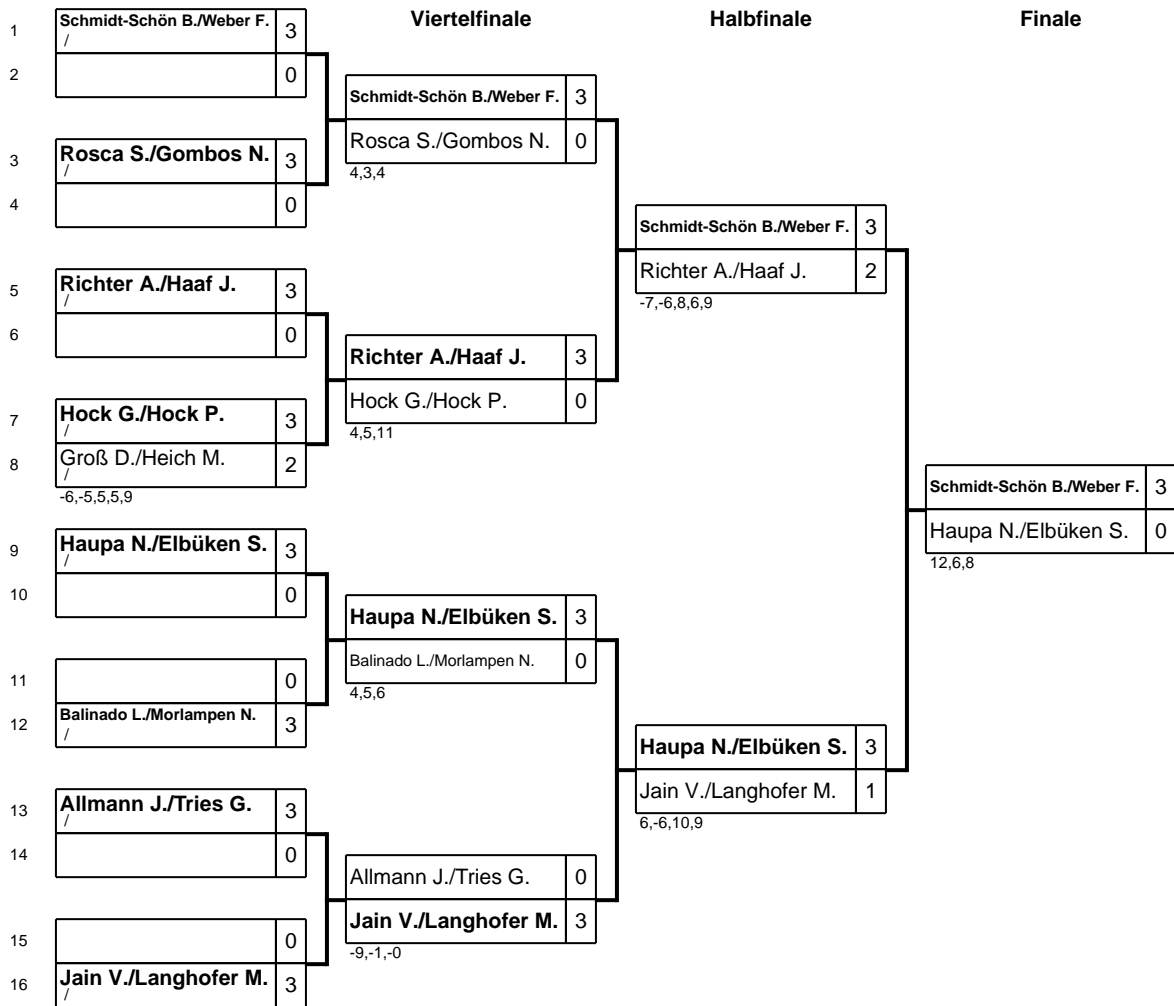 Viertelfinale Halbfinale Finale
1 Schmidt-Schön B./Weber F. 3
/
2 0
3 Rosca S./Gombos N. 3
/
4 0
5 Richter A./Haaf J. 3
/
6 0
7 Hock G./Hock P. 3
/
8 Groß D./Heich M. 2
/
-6,-5,5,5,9
9 Haupa N./Elbüken S. 3
/
10 0
11 0
12 Balinado L./Morlampen N. 3
/
13 Allmann J./Tries G. 3
/
14 0
15 0
16 Jain V./Langhofer M. 3
/
Schmidt-Schön B./Weber F. 3
Rosca S./Gombos N. 0
4,3,4
Richter A./Haaf J. 3
Hock G./Hock P. 0
4,5,11
Haupa N./Elbüken S. 3
Balinado L./Morlampen N. 0
4,5,6
Allmann J./Tries G. 0
Jain V./Langhofer M. 3
-9,-1,-0
Schmidt-Schön B./Weber F. 3
Richter A./Haaf J. 2
-7,-6,8,6,9
Haupa N./Elbüken S. 3
Jain V./Langhofer M. 1
6,-6,10,9
Schmidt-Schön B./Weber F. 3
Haupa N./Elbüken S. 0
12,6,8